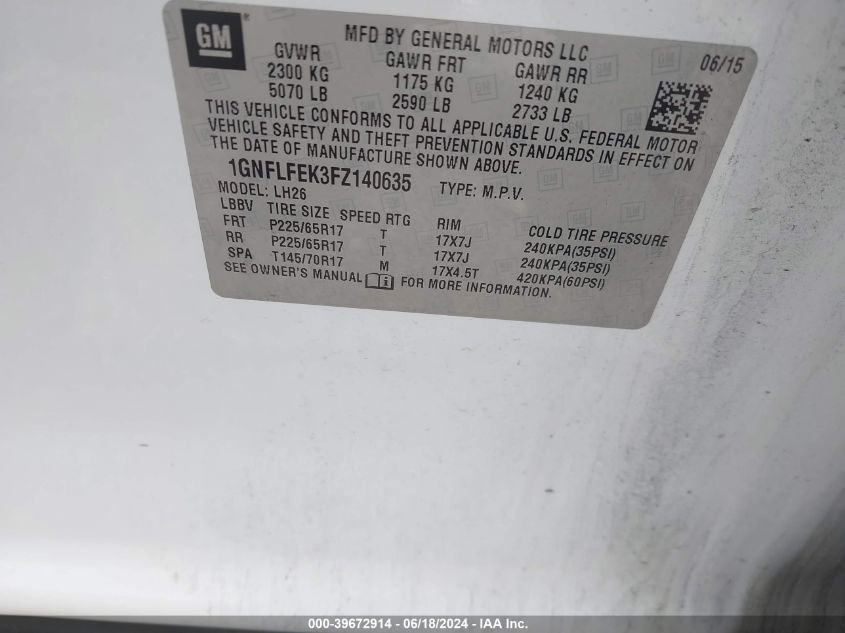 GM ®
MFD BY GENERAL MOTORS LLC
06/15
GVWR GAWR FRT GAWR RR
2300 KG 1175 KG 1240 KG
5070 LB 2590 LB 2733 LB
THIS VEHICLE CONFORMS TO ALL APPLICABLE U.S. FEDERAL MOTOR
VEHICLE SAFETY AND THEFT PREVENTION STANDARDS IN EFFECT ON
THE DATE OF MANUFACTURE SHOWN ABOVE.
1GNFLFEK3FZ140635 TYPE: M.P.V.
MODEL: LH26
LBBV TIRE SIZE SPEED RTG RIM COLD TIRE PRESSURE
FRT P225/65R17 T 17X7J 240KPA(35PSI)
RR P225/65R17 T 17X7J 240KPA(35PSI)
SPA T145/70R17 M 17X4.5T 420KPA(60PSI)
SEE OWNER'S MANUAL FOR MORE INFORMATION.
000-39672914 - 06/18/2024 - IAA Inc.